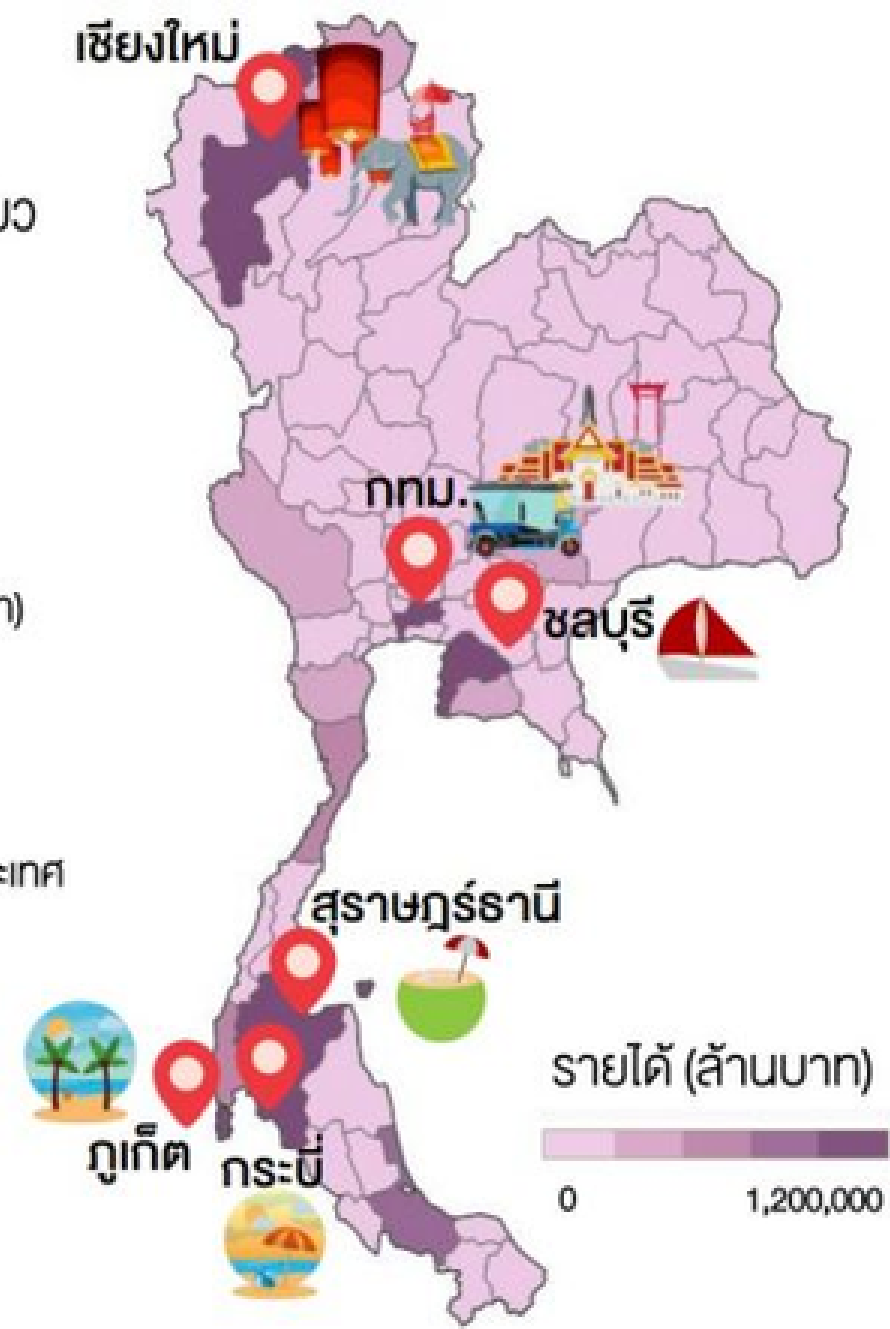 เชียงใหม่
กทม.
ชลบุรี
สุราษฎร์ธานี
ภูเก็ต
กระบี่
รายได้ (ล้านบาท)
0
1,200,000